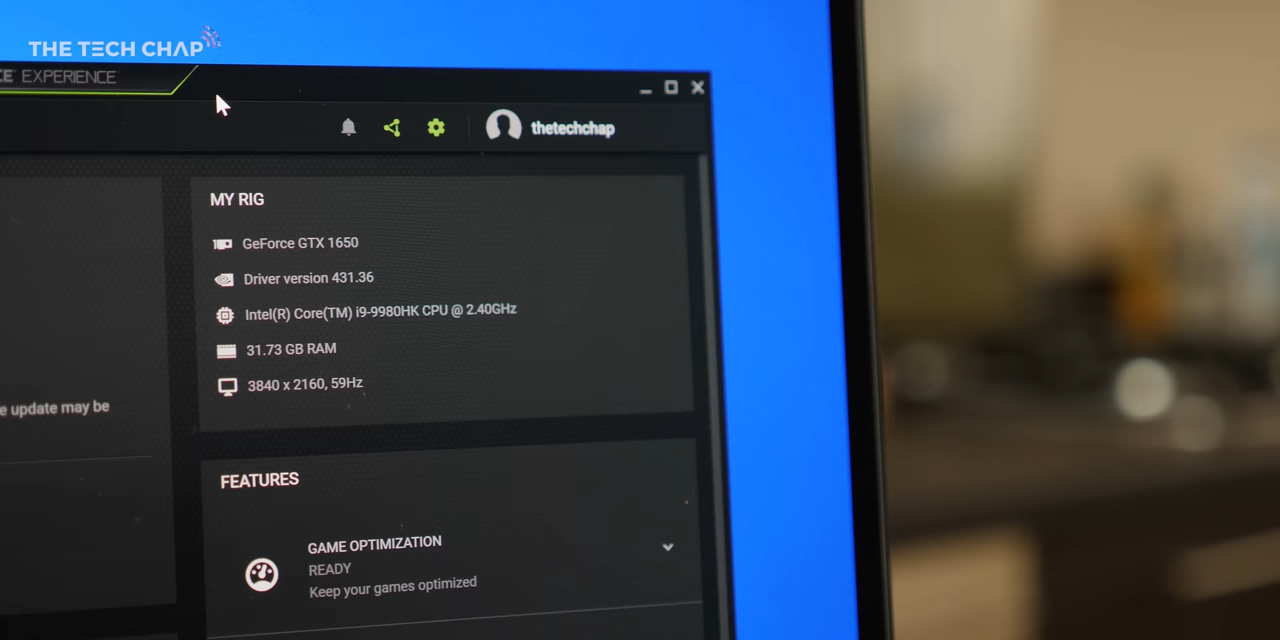 THE TECH CHAP
CE EXPERIENCE
thetechchap
MY RIG
GeForce GTX 1650
Driver version 431.36
Intel(R) Core(TM) i9-9980HK CPU @ 2.40GHz
31.73 GB RAM
3840 x 2160, 59Hz
e update may be
FEATURES
GAME OPTIMIZATION
READY
Keep your games optimized